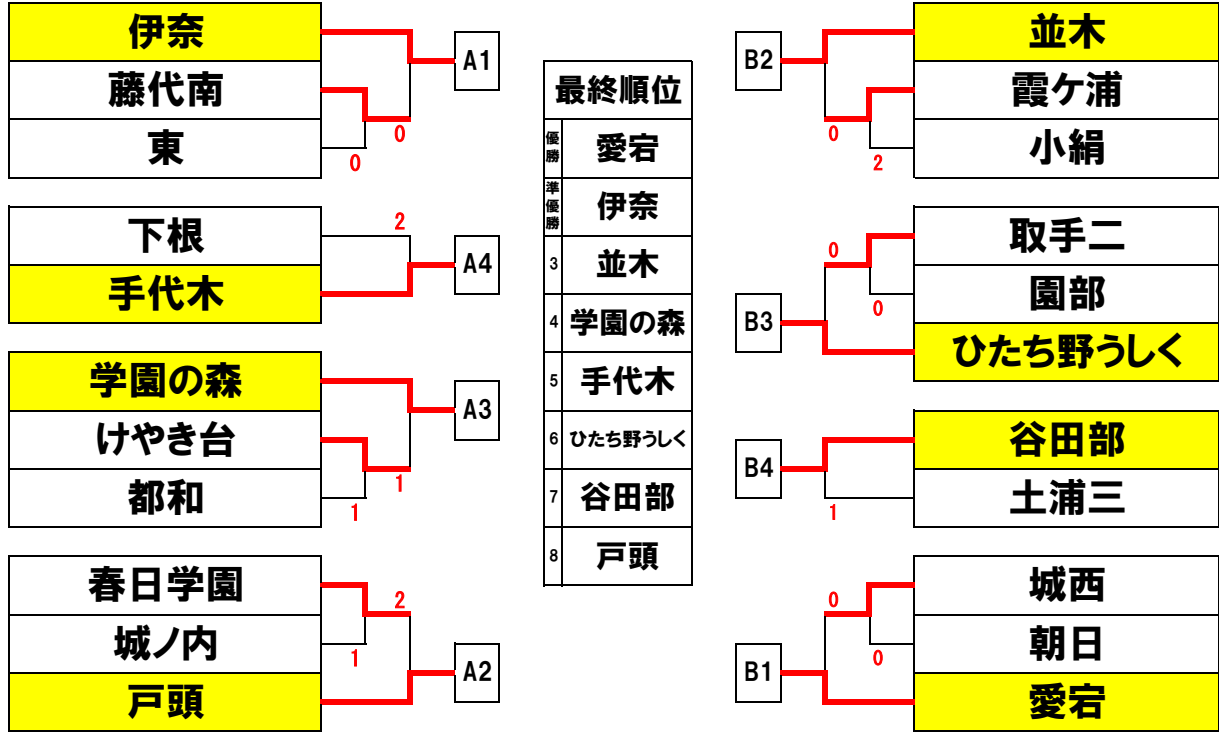 伊奈
藤代南
東
A1
0
0
下根
手代木
2
A4
学園の森
けやき台
都和
A3
1
1
春日学園
城ノ内
戸頭
2
1
A2
最終順位
優勝 愛宕
準優勝 伊奈
3 並木
4 学園の森
5 手代木
6 ひたち野うしく
7 谷田部
8 戸頭
B2
並木
霞ケ浦
小絹
0
2
取手二
園部
ひたち野うしく
0
0
B3
谷田部
土浦三
B4
1
城西
朝日
愛宕
0
0
B1